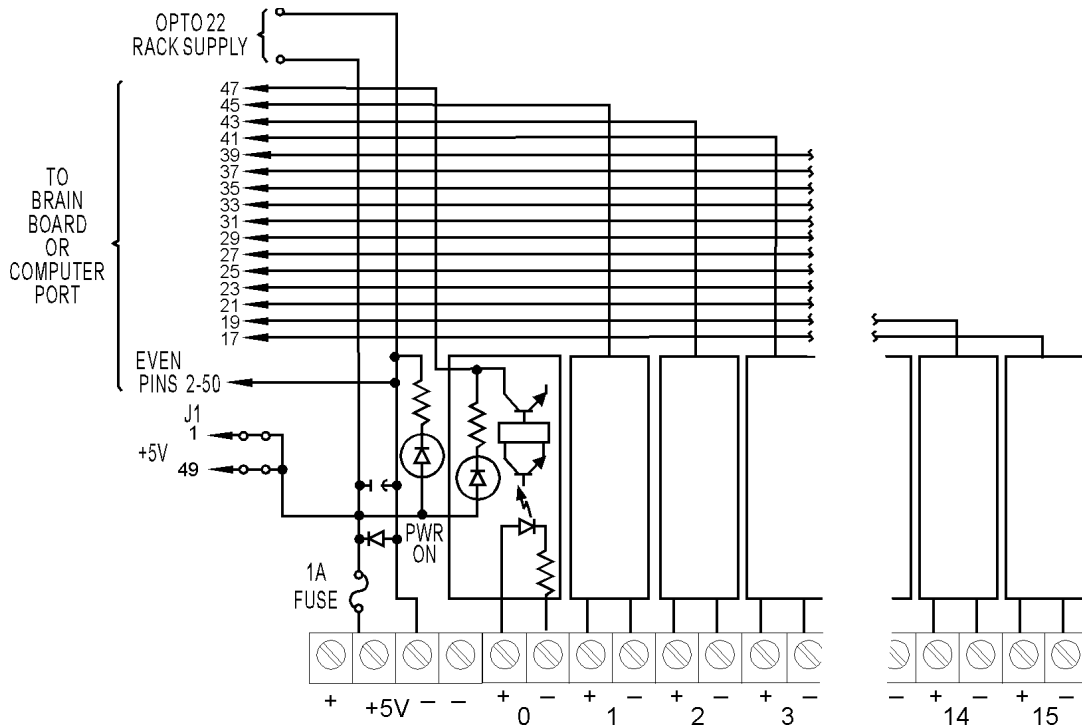 OPTO 22
RACK SUPPLY
47
45
43
41
39
37
35
33
31
29
27
25
23
21
19
17
TO
BRAIN
BOARD
OR
COMPUTER
PORT
EVEN
PINS 2-50
J1
1
+5V
49
PWR
ON
1A
FUSE
+ +5V – – + – + – + – + – – + – + –
0 1 2 3 14 15